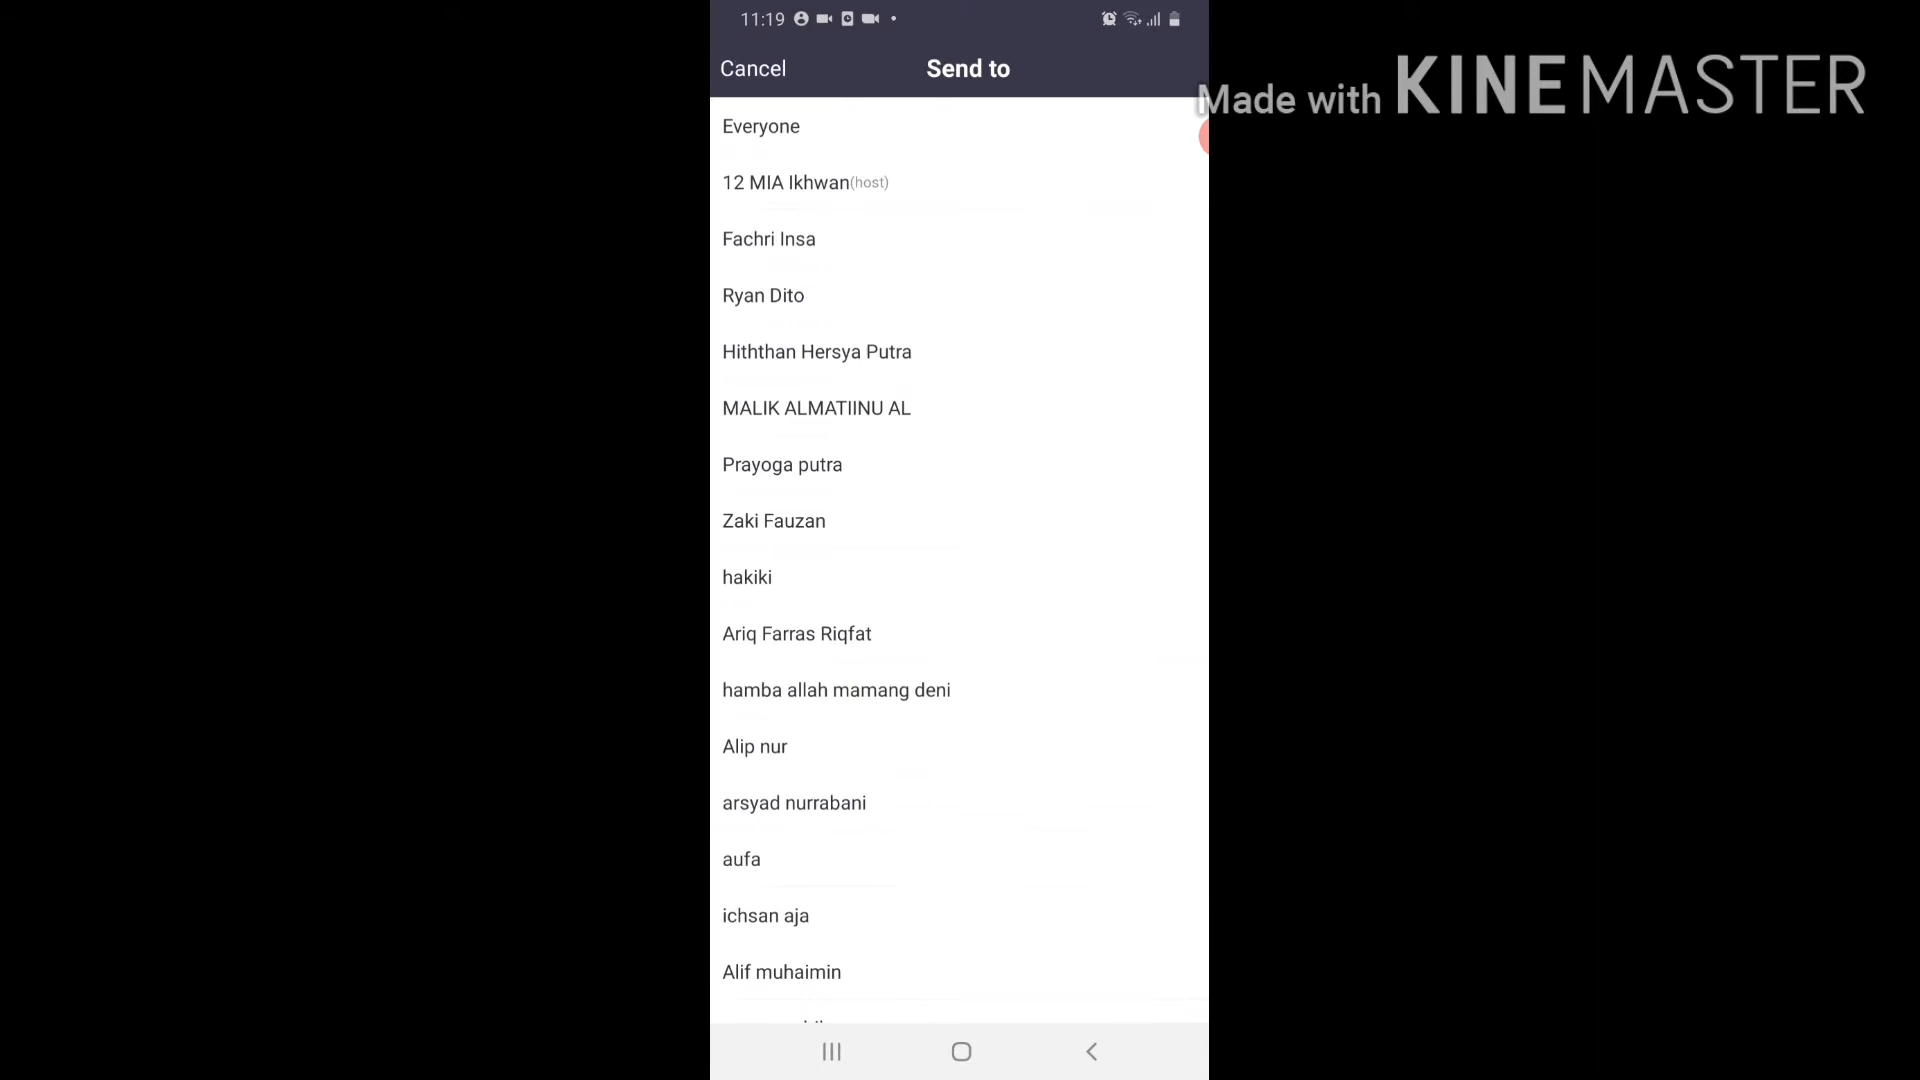 11:19
Cancel
Send to
Made with KINEMASTER
Everyone
12 MIA Ikhwan(host)
Fachri Insa
Ryan Dito
Hiththan Hersya Putra
MALIK ALMATIINU AL
Prayoga putra
Zaki Fauzan
hakiki
Ariq Farras Riqfat
hamba allah mamang deni
Alip nur
arsyad nurrabani
aufa
ichsan aja
Alif muhaimin